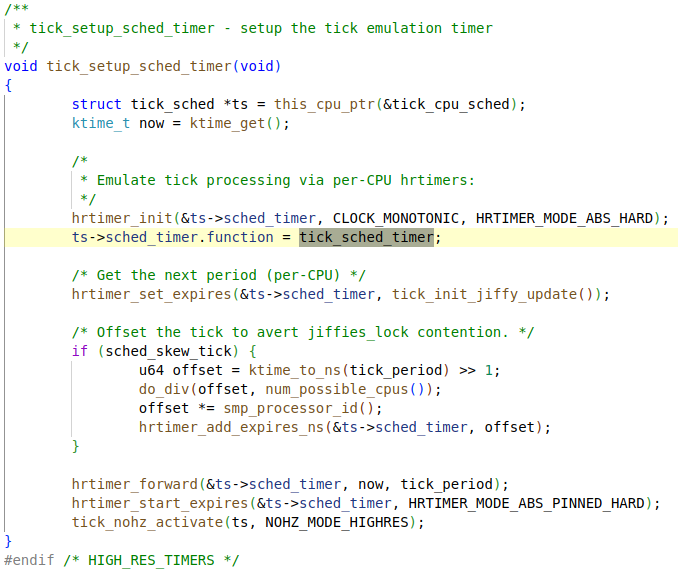 /**
 * tick_setup_sched_timer - setup the tick emulation timer
 */
void tick_setup_sched_timer(void)
{
        struct tick_sched *ts = this_cpu_ptr(&tick_cpu_sched);
        ktime_t now = ktime_get();

        /*
         * Emulate tick processing via per-CPU hrtimers:
         */
        hrtimer_init(&ts->sched_timer, CLOCK_MONOTONIC, HRTIMER_MODE_ABS_HARD);
        ts->sched_timer.function = tick_sched_timer;

        /* Get the next period (per-CPU) */
        hrtimer_set_expires(&ts->sched_timer, tick_init_jiffy_update());

        /* Offset the tick to avert jiffies_lock contention. */
        if (sched_skew_tick) {
                u64 offset = ktime_to_ns(tick_period) >> 1;
                do_div(offset, num_possible_cpus());
                offset *= smp_processor_id();
                hrtimer_add_expires_ns(&ts->sched_timer, offset);
        }

        hrtimer_forward(&ts->sched_timer, now, tick_period);
        hrtimer_start_expires(&ts->sched_timer, HRTIMER_MODE_ABS_PINNED_HARD);
        tick_nohz_activate(ts, NOHZ_MODE_HIGHRES);
}
#endif /* HIGH_RES_TIMERS */